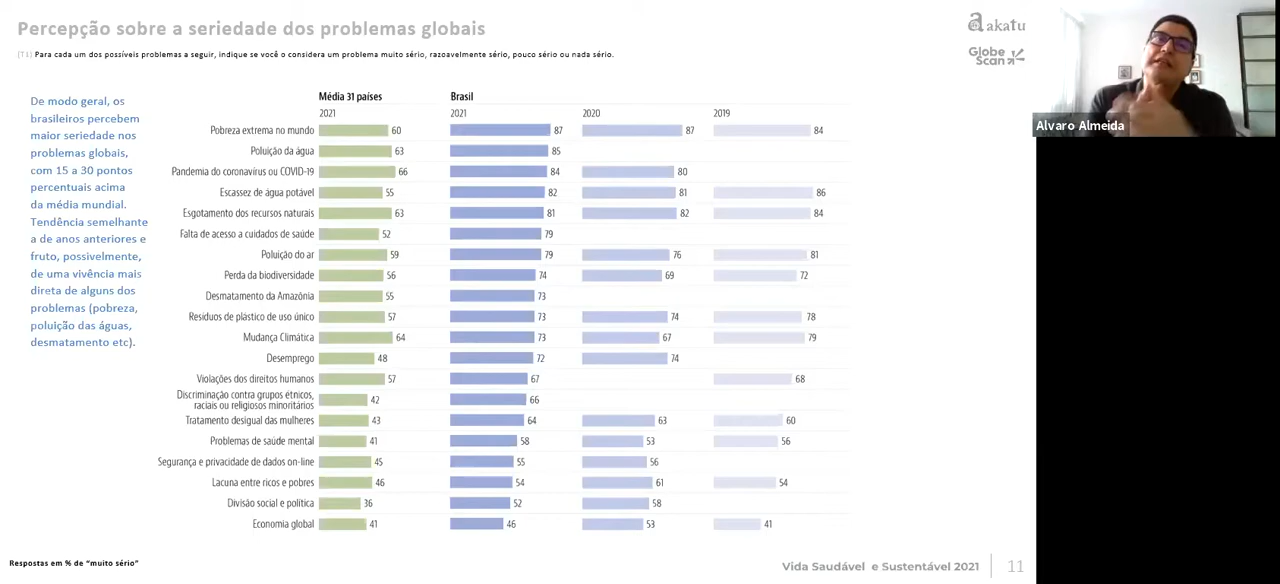 Percepção sobre a seriedade dos problemas globais
(T1) Para cada um dos possíveis problemas a seguir, indique se você o considera um problema muito sério, razoavelmente sério, pouco sério ou nada sério.
akatu
Globe
Scan
Alvaro Almeida
De modo geral, os
brasileiros percebem
maior seriedade nos
problemas globais,
com 15 a 30 pontos
percentuais acima
da média mundial.
Tendência semelhante
a de anos anteriores e
fruto, possivelmente,
de uma vivência mais
direta de alguns dos
problemas (pobreza,
poluição das águas,
desmatamento etc).
Média 31 países Brasil
2021 2021 2020 2019
Pobreza extrema no mundo 60 87 87 84
Poluição da água 63 85
Pandemia do coronavírus ou COVID-19 66 84 80
Escassez de água potável 55 82 81 86
Esgotamento dos recursos naturais 63 81 82 84
Falta de acesso a cuidados de saúde 52 79
Poluição do ar 59 79 76 81
Perda da biodiversidade 56 74 69 72
Desmatamento da Amazônia 55 73
Resíduos de plástico de uso único 57 73 74 78
Mudança Climática 64 73 67 79
Desemprego 48 72 74
Violações dos direitos humanos 57 67 68
Discriminação contra grupos étnicos,
raciais ou religiosos minoritários 42 66
Tratamento desigual das mulheres 43 64 63 60
Problemas de saúde mental 41 58 53 56
Segurança e privacidade de dados on-line 45 55 56
Lacuna entre ricos e pobres 46 54 61 54
Divisão social e política 36 52 58
Economia global 41 46 53 41
Respostas em % de “muito sério”
Vida Saudável e Sustentável 2021 11